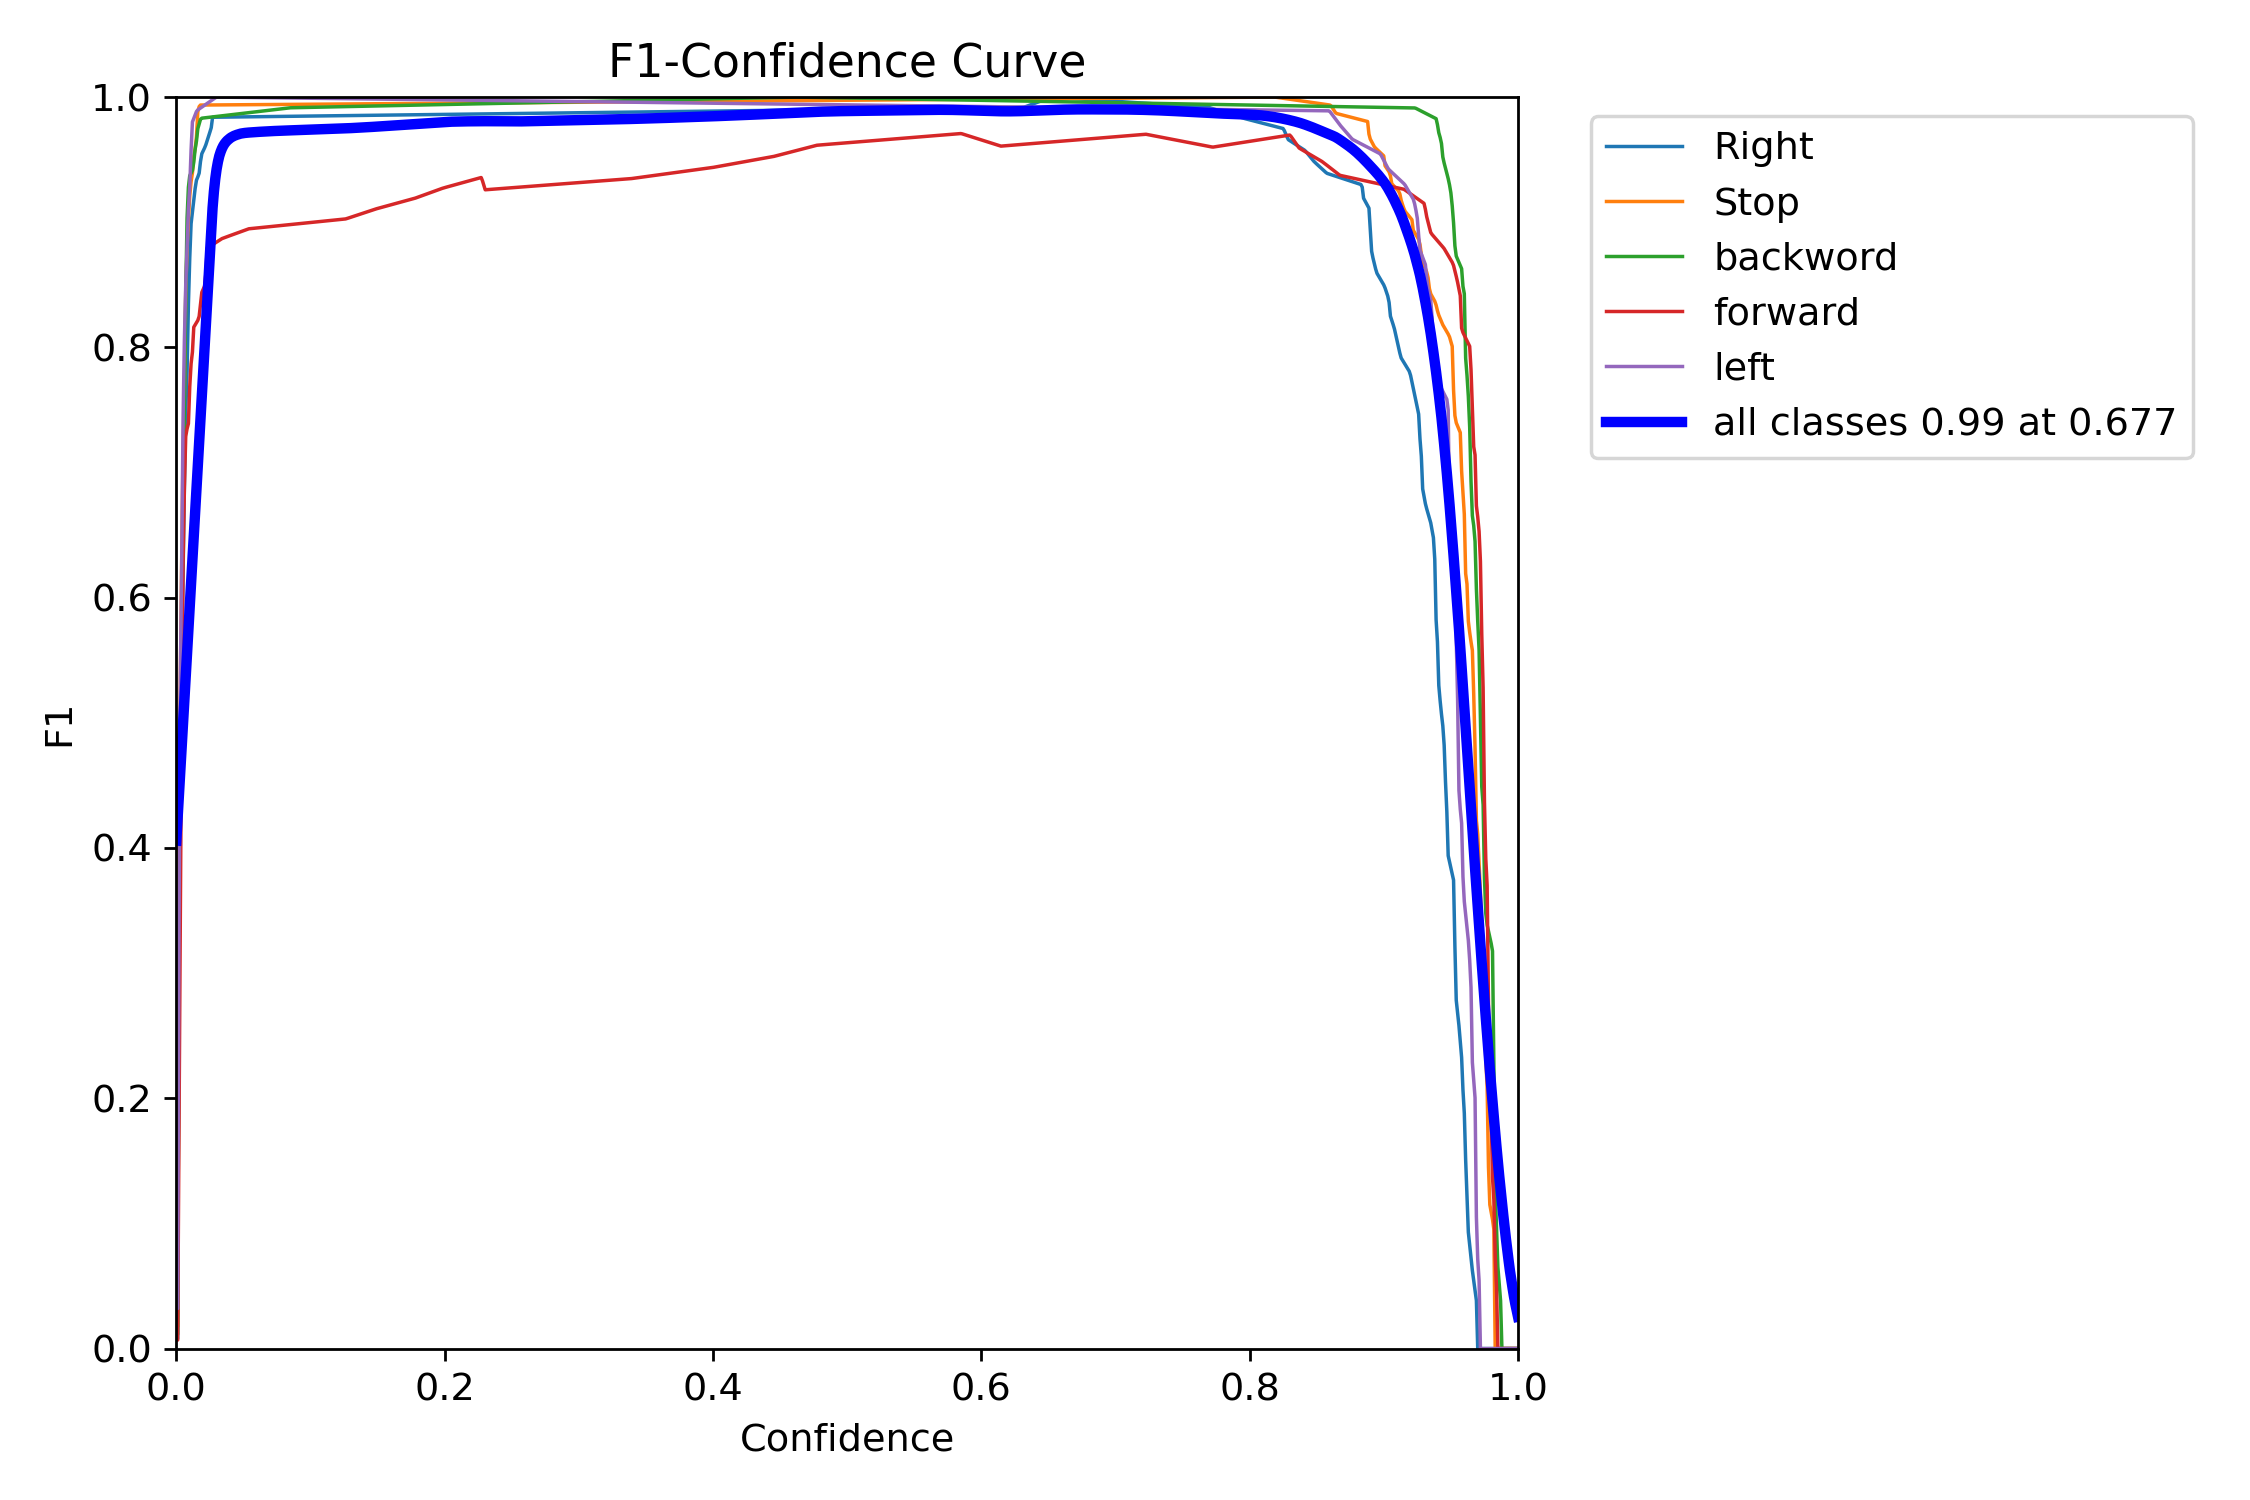 F1-Confidence Curve
1.0
0.8
0.6
0.4
0.2
0.0
F1
0.0 0.2 0.4 0.6 0.8 1.0
Confidence
Right
Stop
backword
forward
left
all classes 0.99 at 0.677